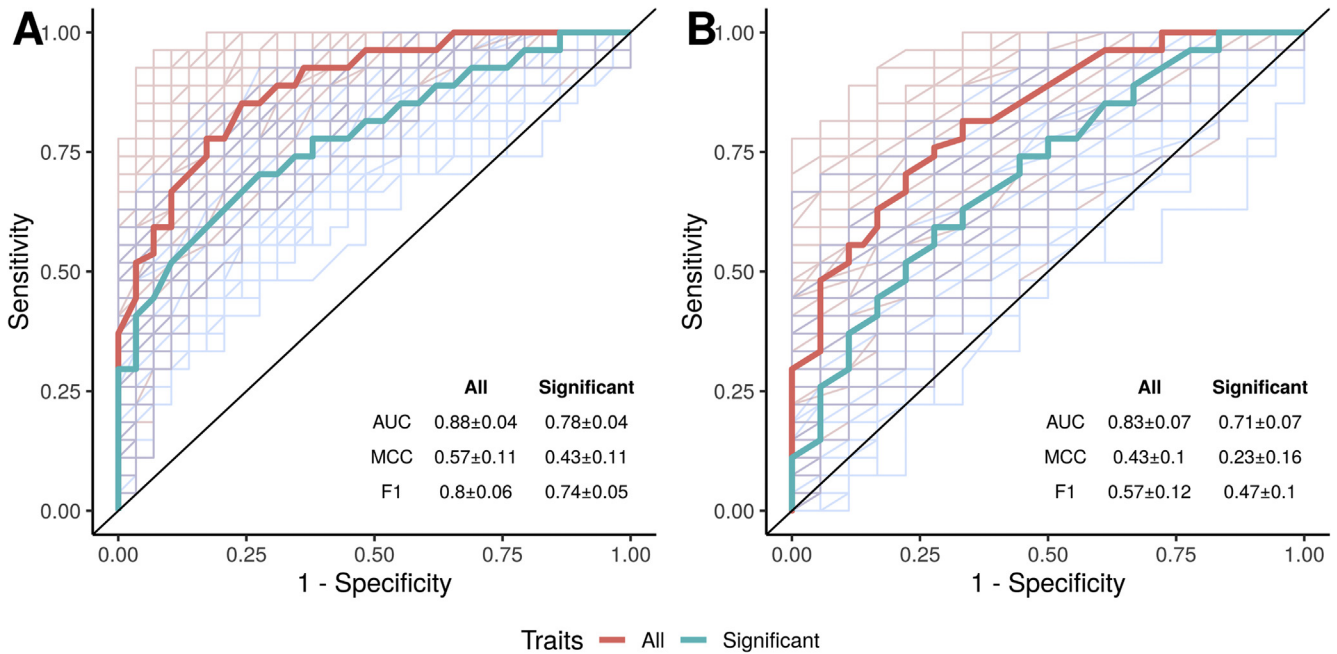 A
1.00
0.75
0.50
0.25
0.00
Sensitivity
All Significant
AUC 0.88±0.04 0.78±0.04
MCC 0.57±0.11 0.43±0.11
F1 0.8±0.06 0.74±0.05
0.00 0.25 0.50 0.75 1.00
1 - Specificity
B
1.00
0.75
0.50
0.25
0.00
Sensitivity
All Significant
AUC 0.83±0.07 0.71±0.07
MCC 0.43±0.1 0.23±0.16
F1 0.57±0.12 0.47±0.1
0.00 0.25 0.50 0.75 1.00
1 - Specificity
Traits All Significant